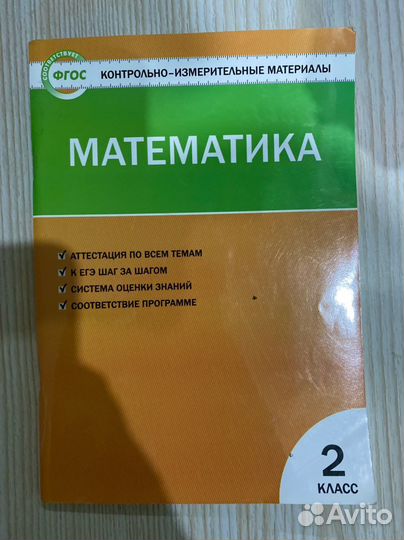 СООТВЕТСТВУЕТ
ФГОС
КОНТРОЛЬНО-ИЗМЕРИТЕЛЬНЫЕ МАТЕРИАЛЫ
МАТЕМАТИКА
АТТЕСТАЦИЯ ПО ВСЕМ ТЕМАМ
К ЕГЭ ШАГ ЗА ШАГОМ
СИСТЕМА ОЦЕНКИ ЗНАНИЙ
СООТВЕТСТВИЕ ПРОГРАММЕ
2
КЛАСС
Avito